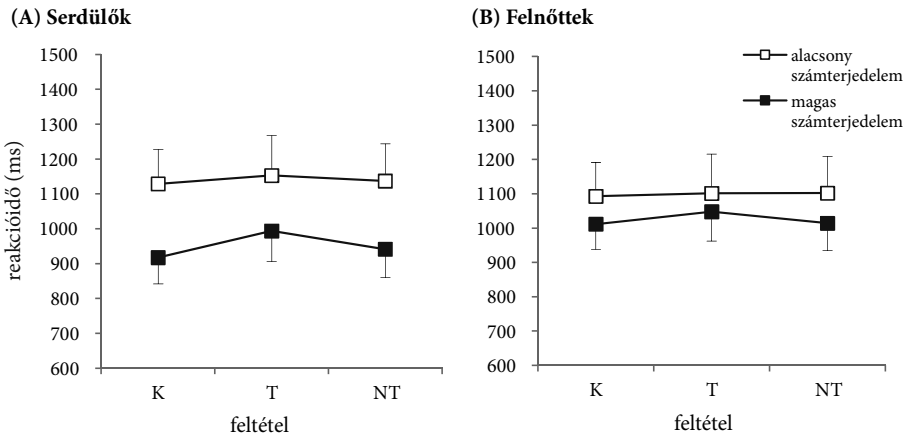 (A) Serdülők
1500
1400
1300
1200
1100
1000
900
800
700
600
reakcióidő (ms)
K
T
NT
feltétel
(B) Felnőttek
1500
1400
1300
1200
1100
1000
900
800
700
600
K
T
NT
feltétel
alacsony
számterjedelem
magas
számterjedelem